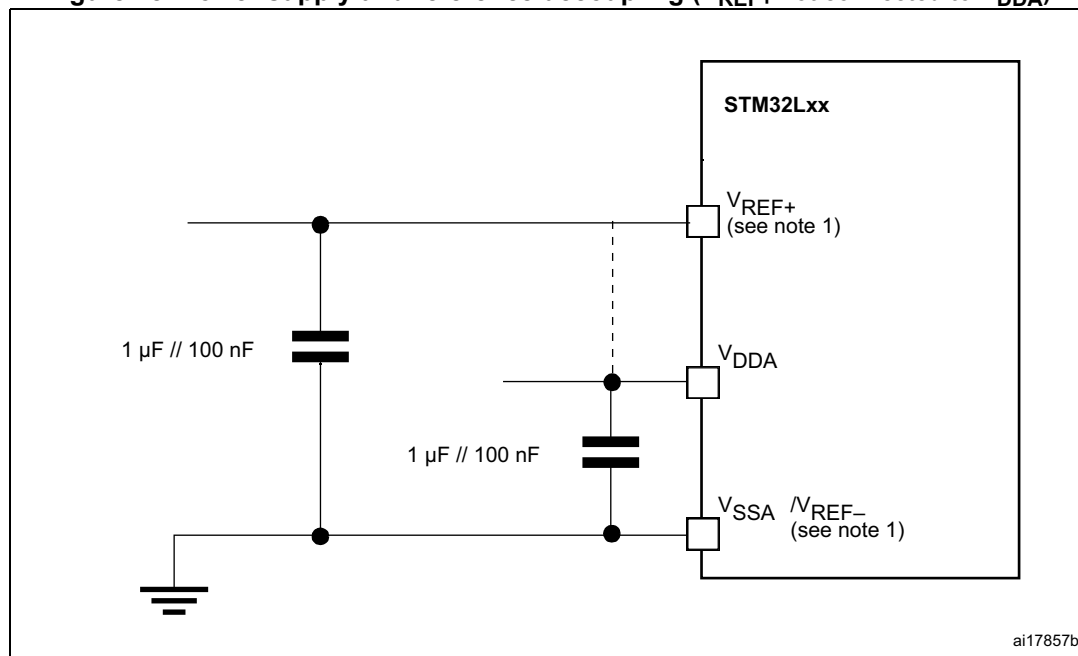 STM32Lxx
VREF+
(see note 1)
1 µF // 100 nF
VDDA
1 µF // 100 nF
VSSA /VREF–
(see note 1)
ai17857b